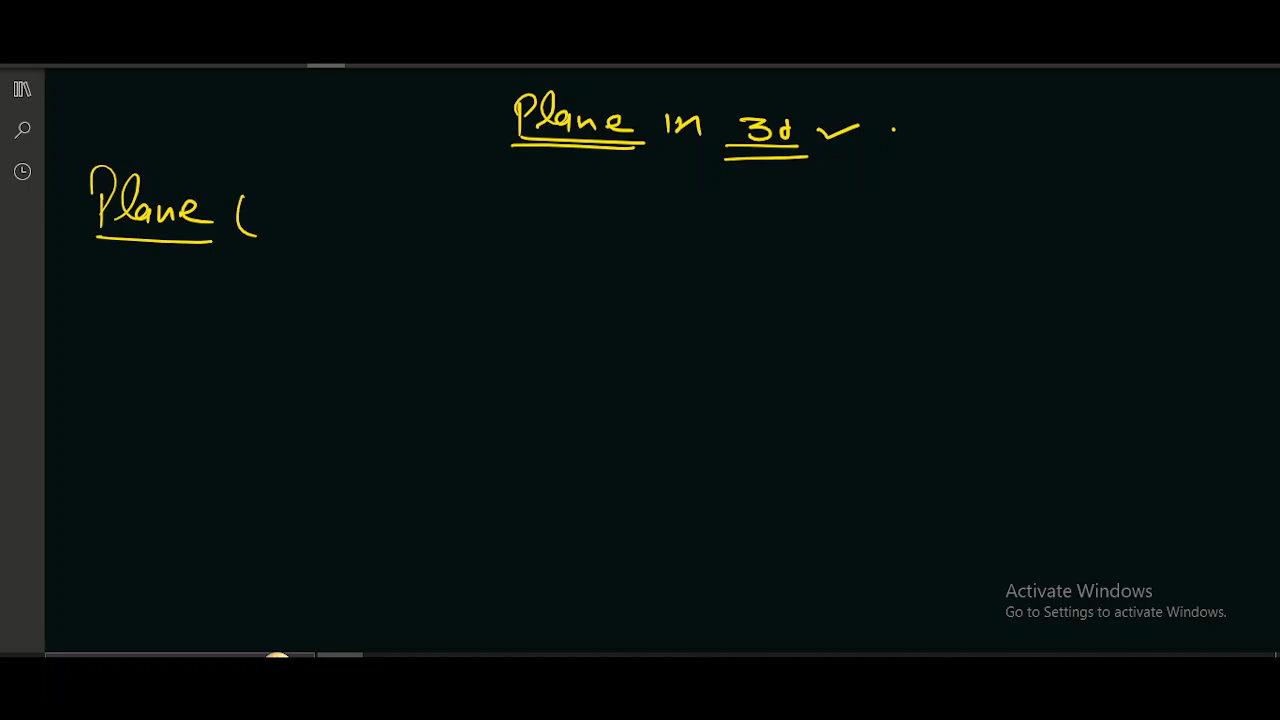 Plane in 3d ✓ .
Plane (
Activate Windows
Go to Settings to activate Windows.